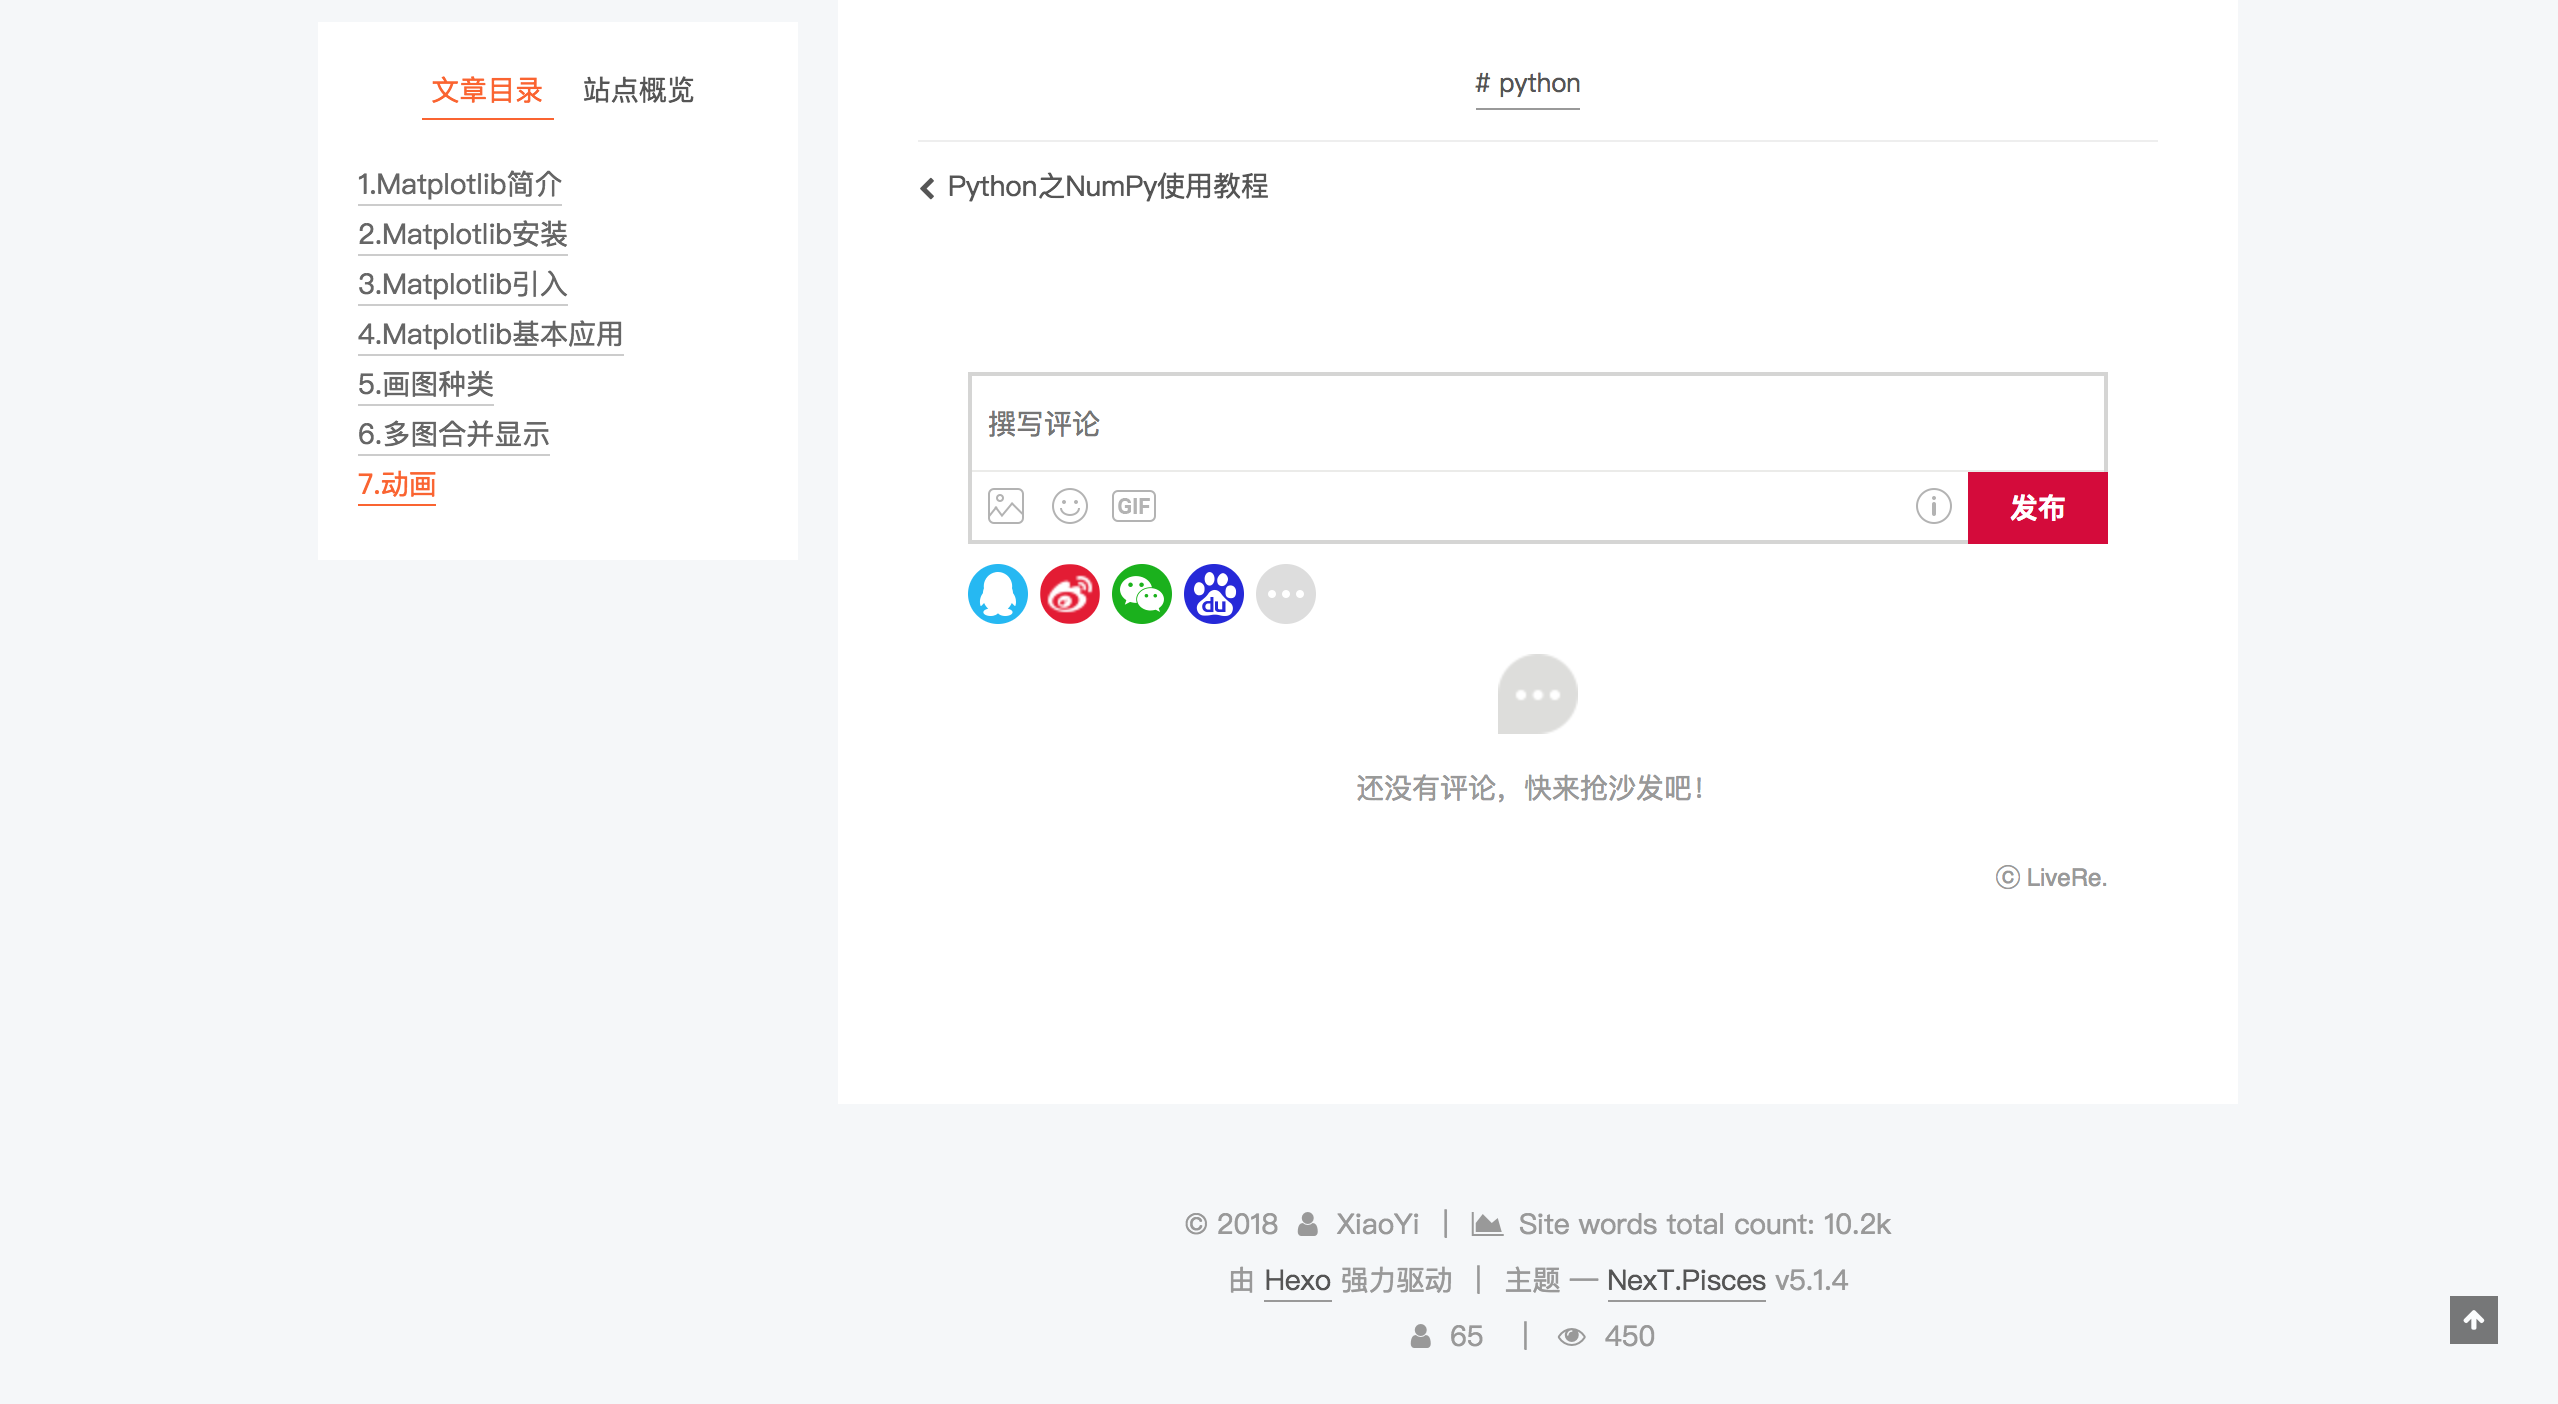 文章目录 站点概览
1.Matplotlib简介
2.Matplotlib安装
3.Matplotlib引入
4.Matplotlib基本应用
5.画图种类
6.多图合并显示
7.动画
# python
Python之NumPy使用教程
撰写评论
GIF
发布
du
还没有评论，快来抢沙发吧！
© LiveRe.
© 2018 XiaoYi | Site words total count: 10.2k
由 Hexo 强力驱动 | 主题 — NexT.Pisces v5.1.4
65 | 450